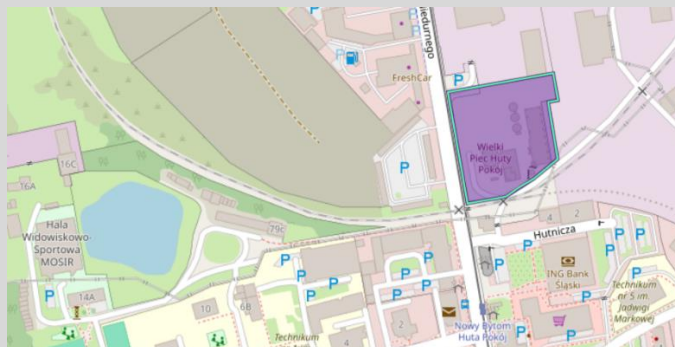 P
P
P
iedurnego
FreshCar
P
P
Wielki
Piec Huty
Pokój
16C
16A
Hala
Widowiskowo-
Sportowa
MOSIR
79c
4
2
Hutnicza
P
P
P
P
P
P
P
P
P
P
P
ING Bank
Śląski
P
14A
10
6B
P
P
P
P
P
2
4
Technikum
Nowy Bytom
Huta Pokój
P
P
Technikum
nr 5 im.
Jadwigi
Markowej